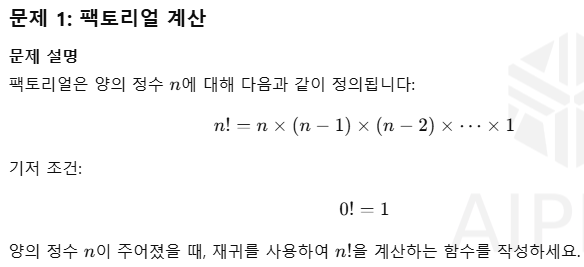 문제 1: 팩토리얼 계산
문제 설명
팩토리얼은 양의 정수 n에 대해 다음과 같이 정의됩니다:
n! = n × (n − 1) × (n − 2) × ⋯ × 1
기저 조건:
0! = 1
양의 정수 n이 주어졌을 때, 재귀를 사용하여 n!을 계산하는 함수를 작성하세요.